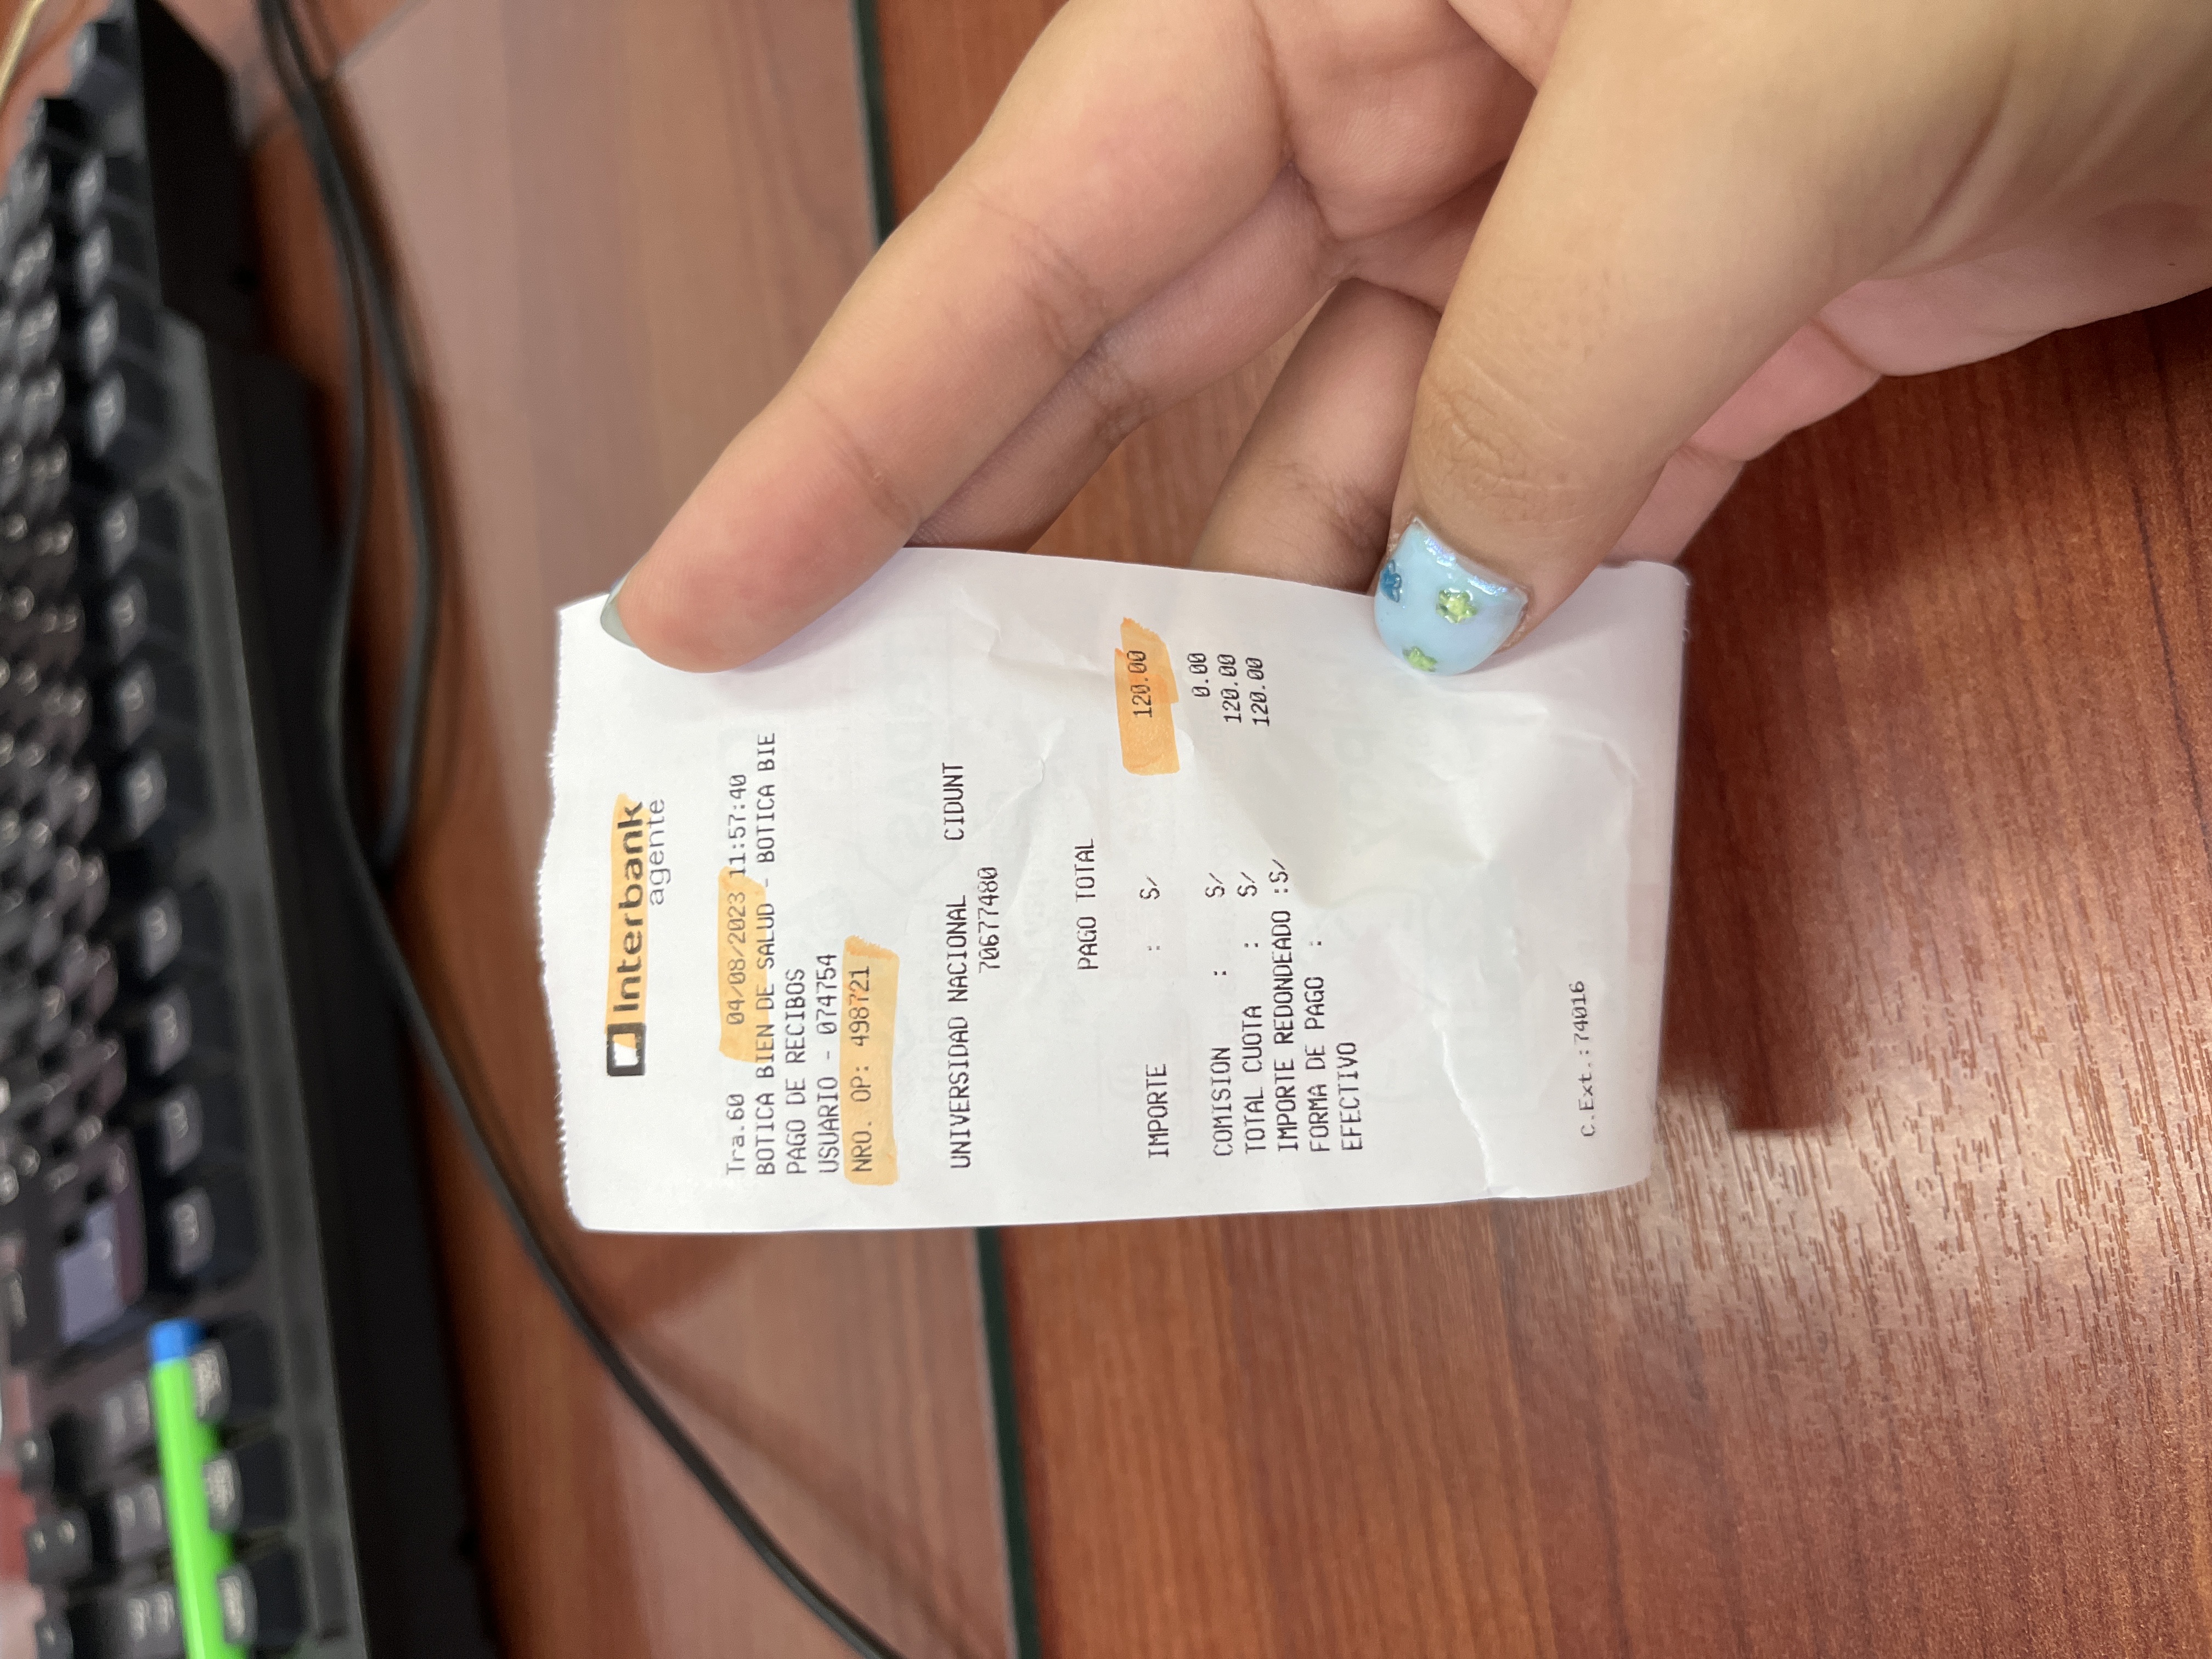 Interbank
agente
Tra.60 04/08/2023 11:57:40
BOTICA BIEN DE SALUD - BOTICA BIE
PAGO DE RECIBOS
USUARIO - 074754
NRO. OP: 498721
UNIVERSIDAD NACIONAL CIDUNT
70677480
PAGO TOTAL
IMPORTE : S/ 120.00
COMISION : S/ 0.00
TOTAL CUOTA : S/ 120.00
IMPORTE REDONDEADO :S/ 120.00
FORMA DE PAGO :
EFECTIVO
C.Ext.:74016